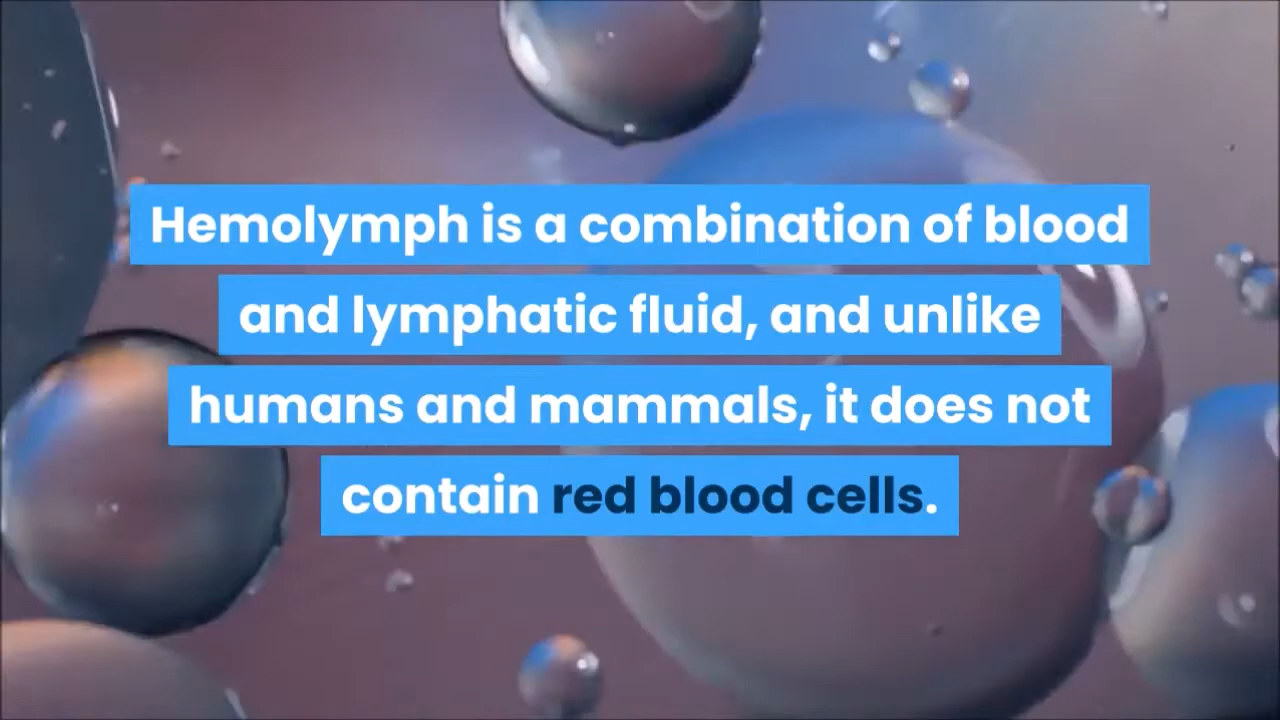 Hemolymph is a combination of blood
and lymphatic fluid, and unlike
humans and mammals, it does not
contain red blood cells.